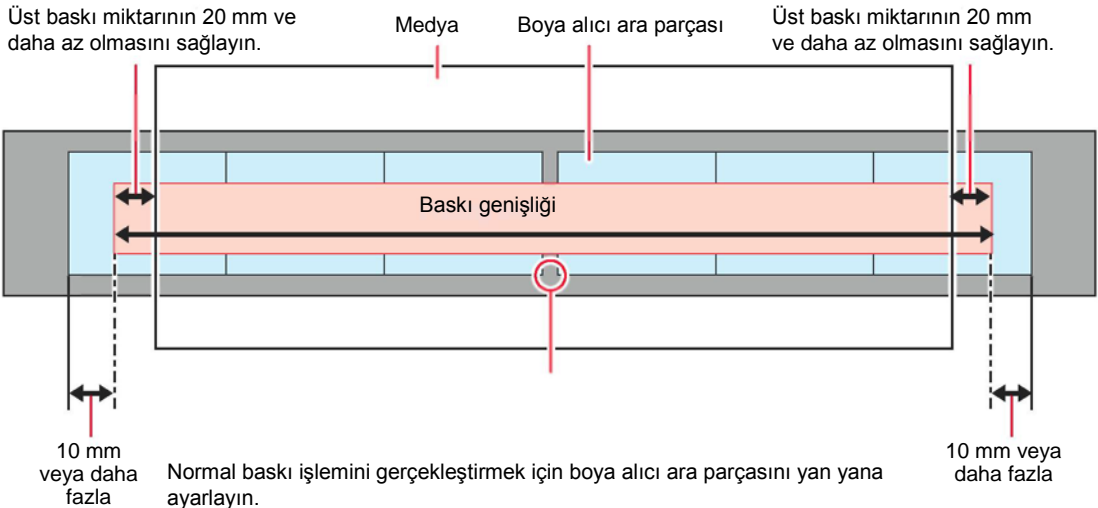 Üst baskı miktarının 20 mm ve
daha az olmasını sağlayın.
Medya
Boya alıcı ara parçası
Üst baskı miktarının 20 mm
ve daha az olmasını sağlayın.
Baskı genişliği
10 mm
veya daha
fazla
Normal baskı işlemini gerçekleştirmek için boya alıcı ara parçasını yan yana
ayarlayın.
10 mm veya
daha fazla